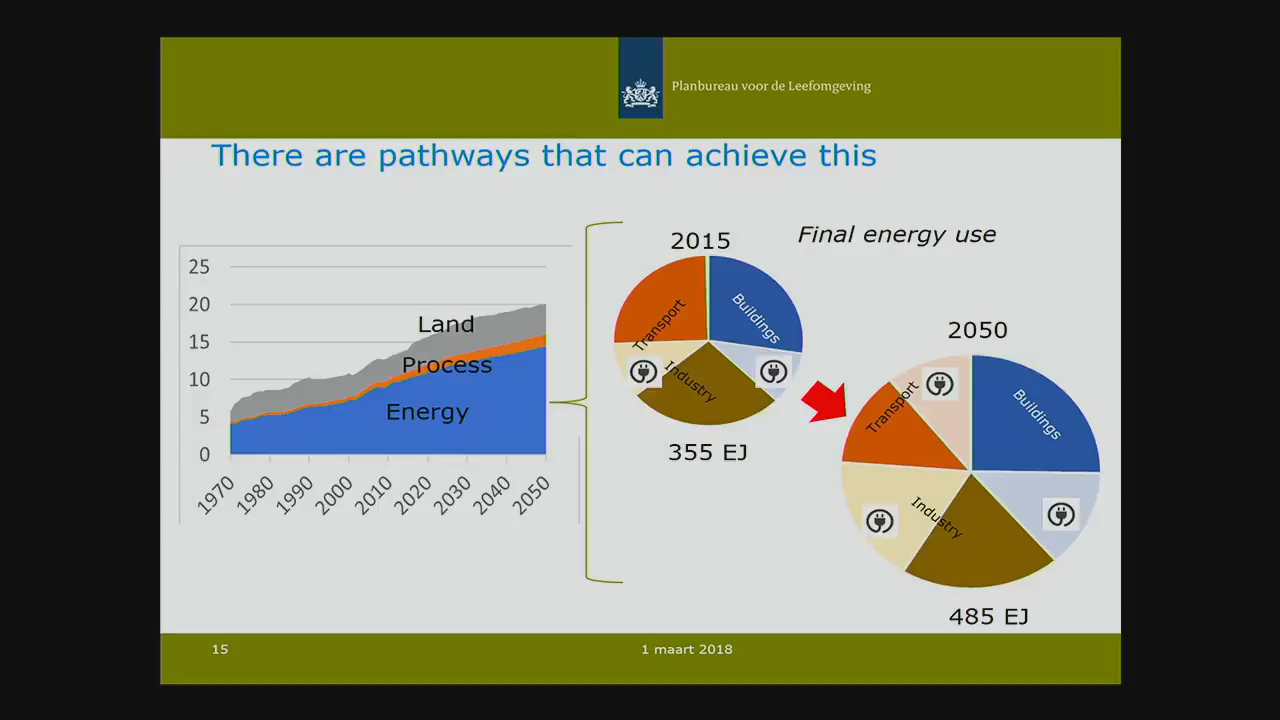 Planbureau voor de Leefomgeving
There are pathways that can achieve this
Final energy use
2015
2050
25
20
15
10
5
0
Land
Process
Energy
1970
1980
1990
2000
2010
2020
2030
2040
2050
Transport
Buildings
Industry
355 EJ
Transport
Buildings
Industry
485 EJ
15
1 maart 2018